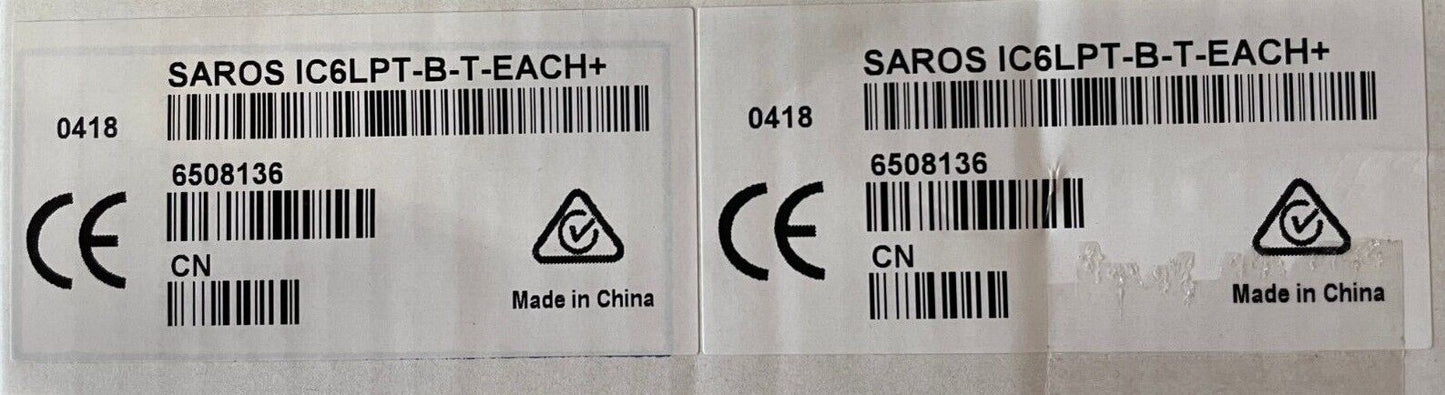 SAROS IC6LPT-B-T-EACH+
0418
6508136
CE
CN
Made in China
SAROS IC6LPT-B-T-EACH+
0418
6508136
CE
CN
Made in China